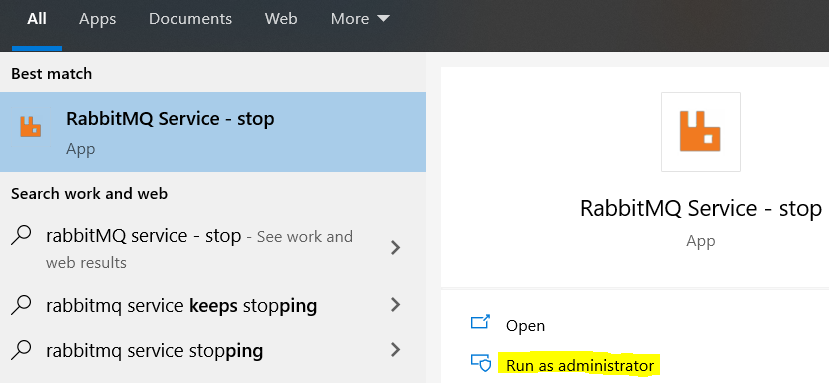 All Apps Documents Web More
Best match
RabbitMQ Service - stop
App
Search work and web
rabbitMQ service - stop - See work and
web results
rabbitmq service keeps stopping
rabbitmq service stopping
RabbitMQ Service - stop
App
Open
Run as administrator